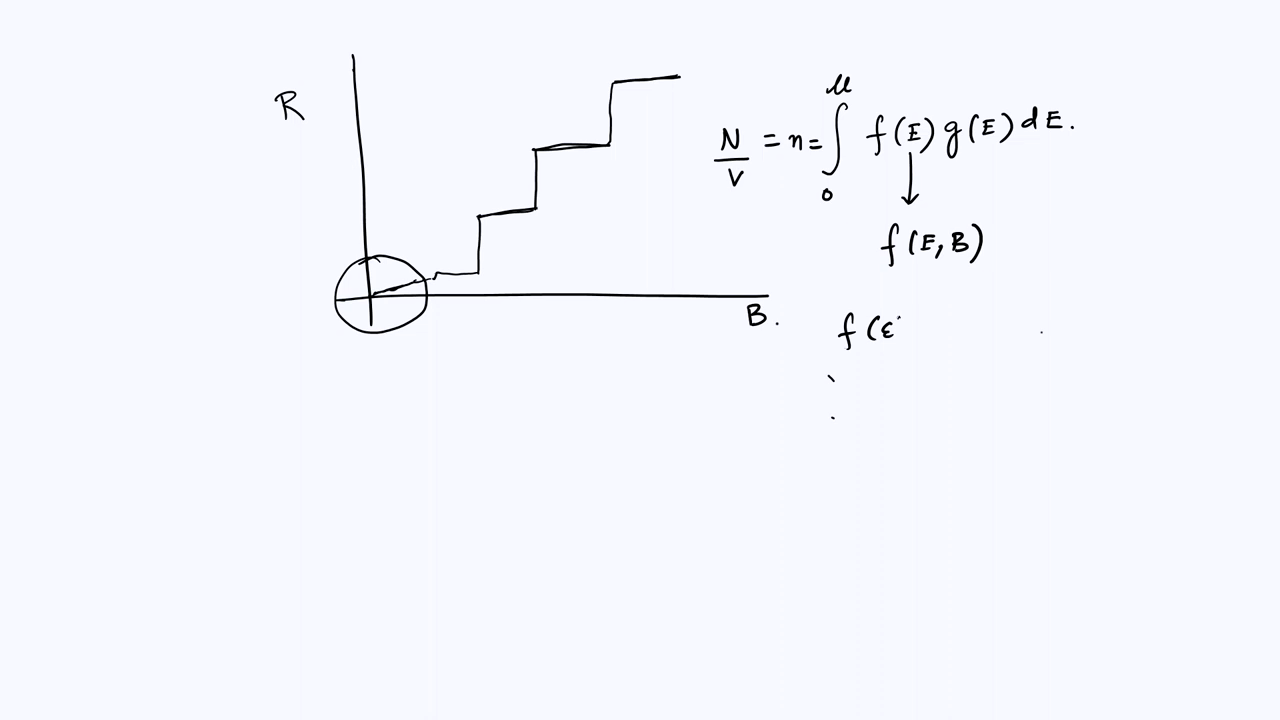 R
B.
N/V = n = ∫₀^μ f(E) g(E) dE.
f(E, B)
f(ε